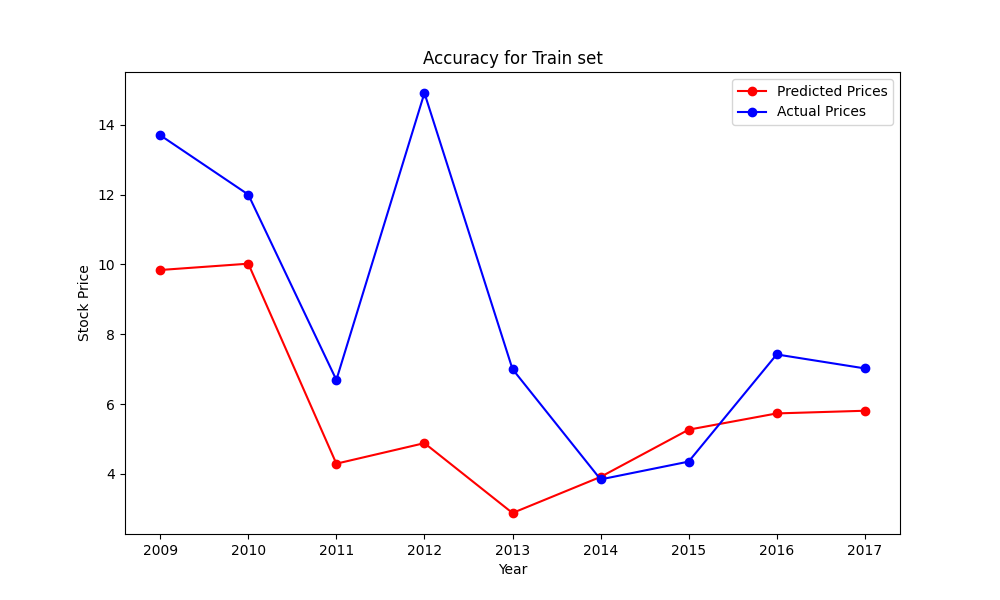 Accuracy for Train set
Predicted Prices
Actual Prices
Stock Price
14
12
10
8
6
4
2009 2010 2011 2012 2013 2014 2015 2016 2017
Year